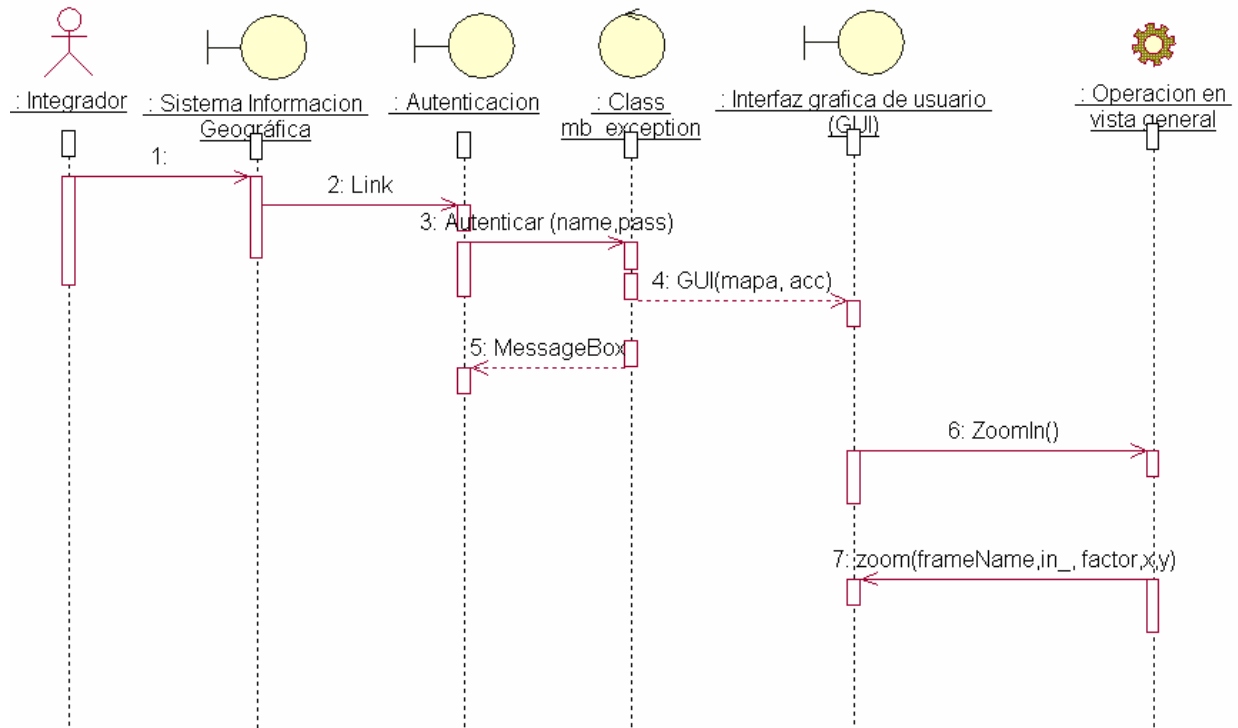 : Integrador
: Sistema Informacion
Geográfica
: Autenticacion
: Class
mb_exception
: Interfaz grafica de usuario
(GUI)
: Operacion en
vista general
1:
2: Link
3: Autenticar (name,pass)
4: GUI(mapa, acc)
5: MessageBox
6: ZoomIn()
7: zoom(frameName,in_, factor,x,y)